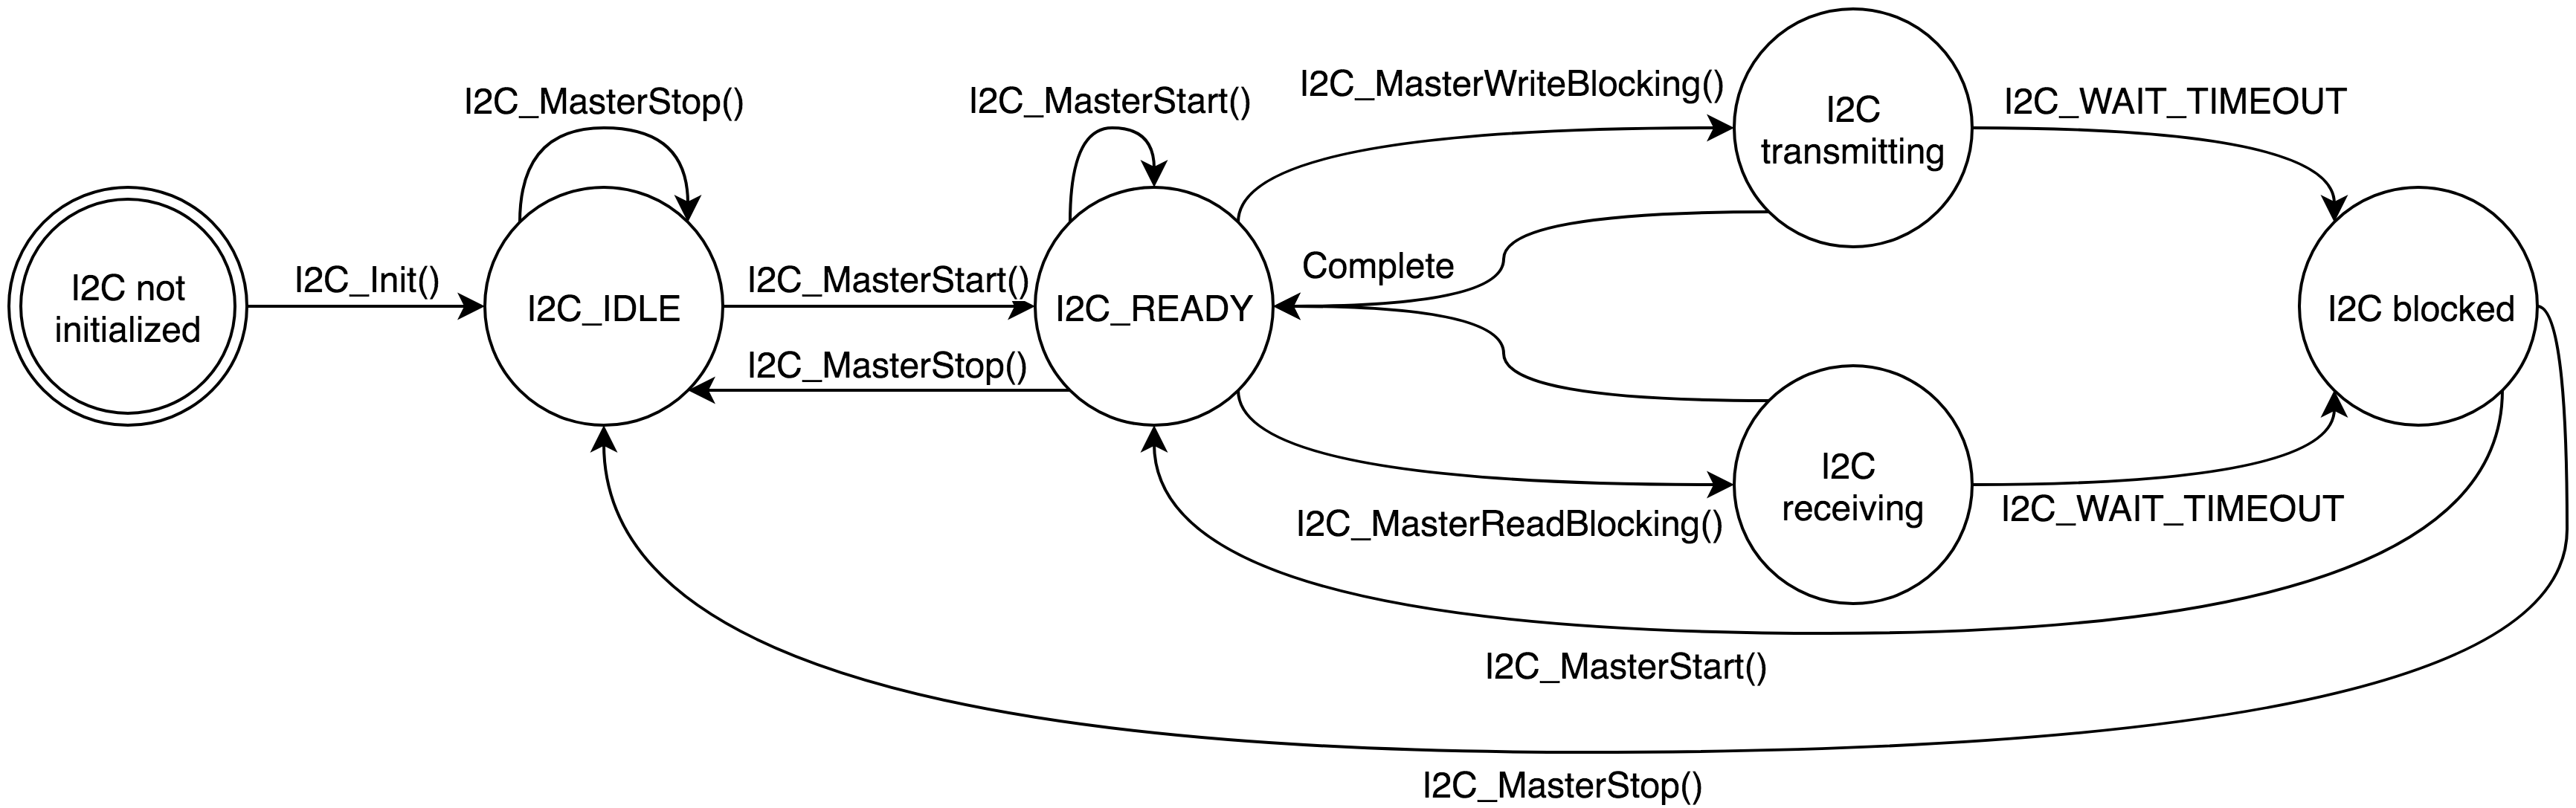 I2C_MasterStop()
I2C_MasterStart()
I2C_MasterWriteBlocking()
I2C
transmitting
I2C_WAIT_TIMEOUT
I2C not
initialized
I2C_Init()
I2C_IDLE
I2C_MasterStart()
I2C_MasterStop()
I2C_READY
Complete
I2C blocked
I2C_MasterReadBlocking()
I2C
receiving
I2C_WAIT_TIMEOUT
I2C_MasterStart()
I2C_MasterStop()